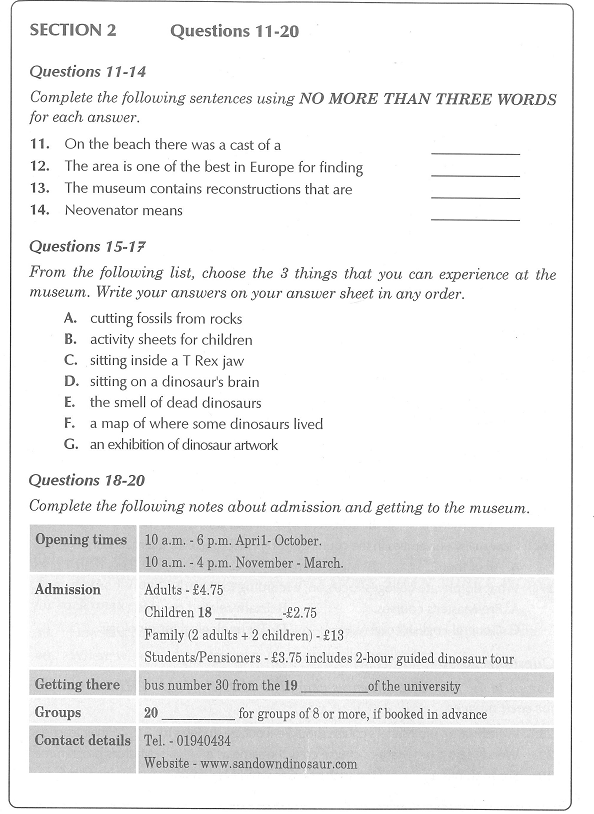 SECTION 2 Questions 11-20
Questions 11-14
Complete the following sentences using NO MORE THAN THREE WORDS
for each answer.
11. On the beach there was a cast of a ____________
12. The area is one of the best in Europe for finding ____________
13. The museum contains reconstructions that are ____________
14. Neovenator means ____________
Questions 15-17
From the following list, choose the 3 things that you can experience at the
museum. Write your answers on your answer sheet in any order.
A. cutting fossils from rocks
B. activity sheets for children
C. sitting inside a T Rex jaw
D. sitting on a dinosaur's brain
E. the smell of dead dinosaurs
F. a map of where some dinosaurs lived
G. an exhibition of dinosaur artwork
Questions 18-20
Complete the following notes about admission and getting to the museum.
Opening times 10 a.m. - 6 p.m. April- October.
10 a.m. - 4 p.m. November - March.
Admission Adults - £4.75
Children 18 __________-£2.75
Family (2 adults + 2 children) - £13
Students/Pensioners - £3.75 includes 2-hour guided dinosaur tour
Getting there bus number 30 from the 19 __________of the university
Groups 20 ___________ for groups of 8 or more, if booked in advance
Contact details Tel. - 01940434
Website - www.sandowndinosaur.com